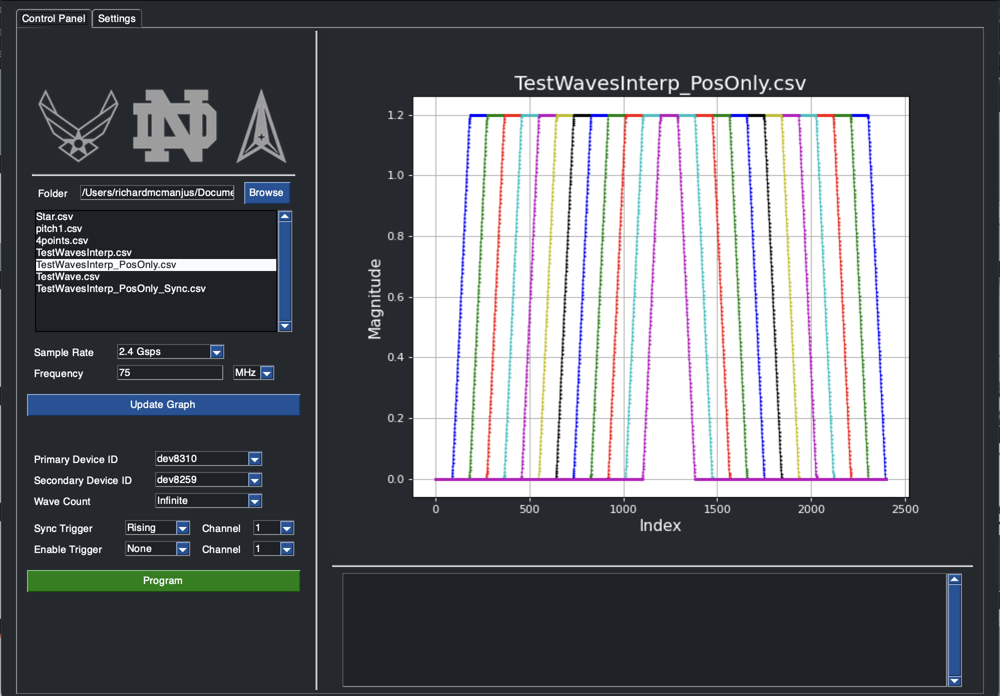 Control Panel
Settings
Folder
/Users/richardmcmanjus/Docume
Browse
Star.csv
pitch1.csv
4points.csv
TestWavesInterp.csv
TestWavesInterp_PosOnly.csv
TestWave.csv
TestWavesInterp_PosOnly_Sync.csv
Sample Rate
2.4 Gsps
Frequency
75
MHz
Update Graph
Primary Device ID
dev8310
Secondary Device ID
dev8259
Wave Count
Infinite
Sync Trigger
Rising
Channel
1
Enable Trigger
None
Channel
1
Program
TestWavesInterp_PosOnly.csv
Magnitude
1.2
1.0
0.8
0.6
0.4
0.2
0.0
0
500
1000
1500
2000
2500
Index